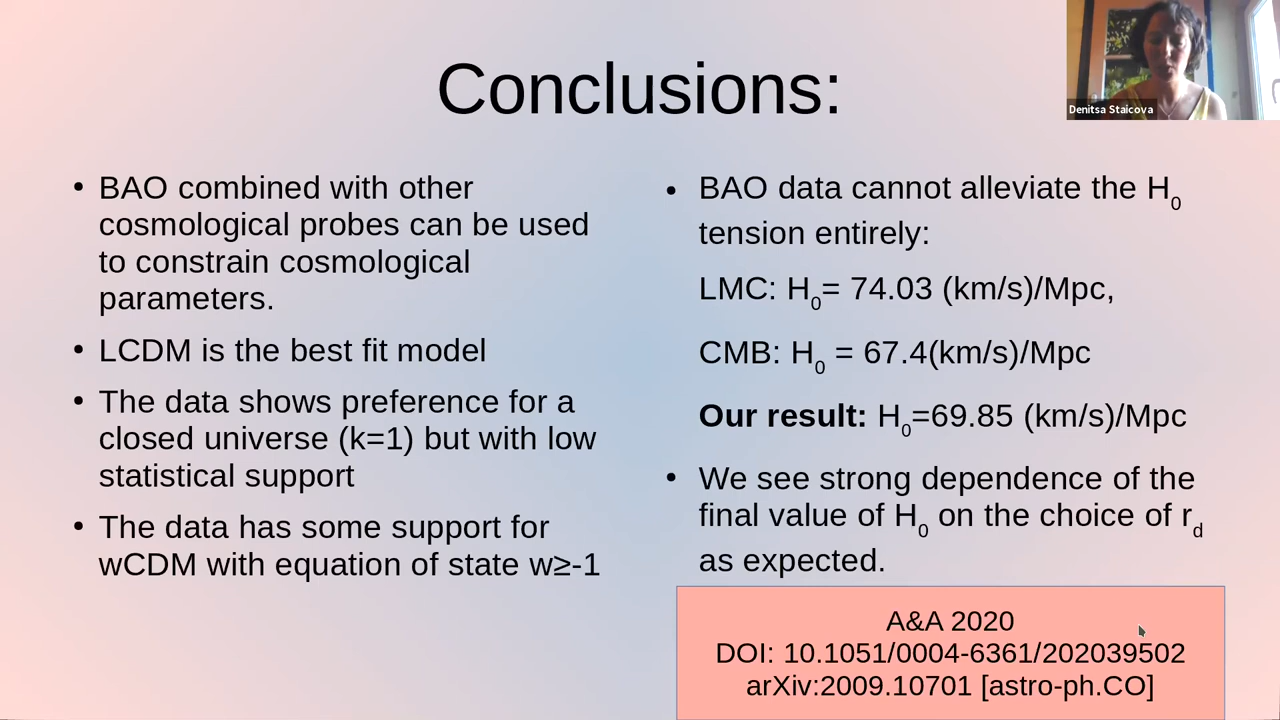 Conclusions:
Denitsa Staicova
• BAO combined with other
cosmological probes can be used
to constrain cosmological
parameters.
• LCDM is the best fit model
• The data shows preference for a
closed universe (k=1) but with low
statistical support
• The data has some support for
wCDM with equation of state w≥-1
• BAO data cannot alleviate the H₀
tension entirely:
LMC: H₀= 74.03 (km/s)/Mpc,
CMB: H₀ = 67.4(km/s)/Mpc
Our result: H₀=69.85 (km/s)/Mpc
• We see strong dependence of the
final value of H₀ on the choice of r_d
as expected.
A&A 2020
DOI: 10.1051/0004-6361/202039502
arXiv:2009.10701 [astro-ph.CO]